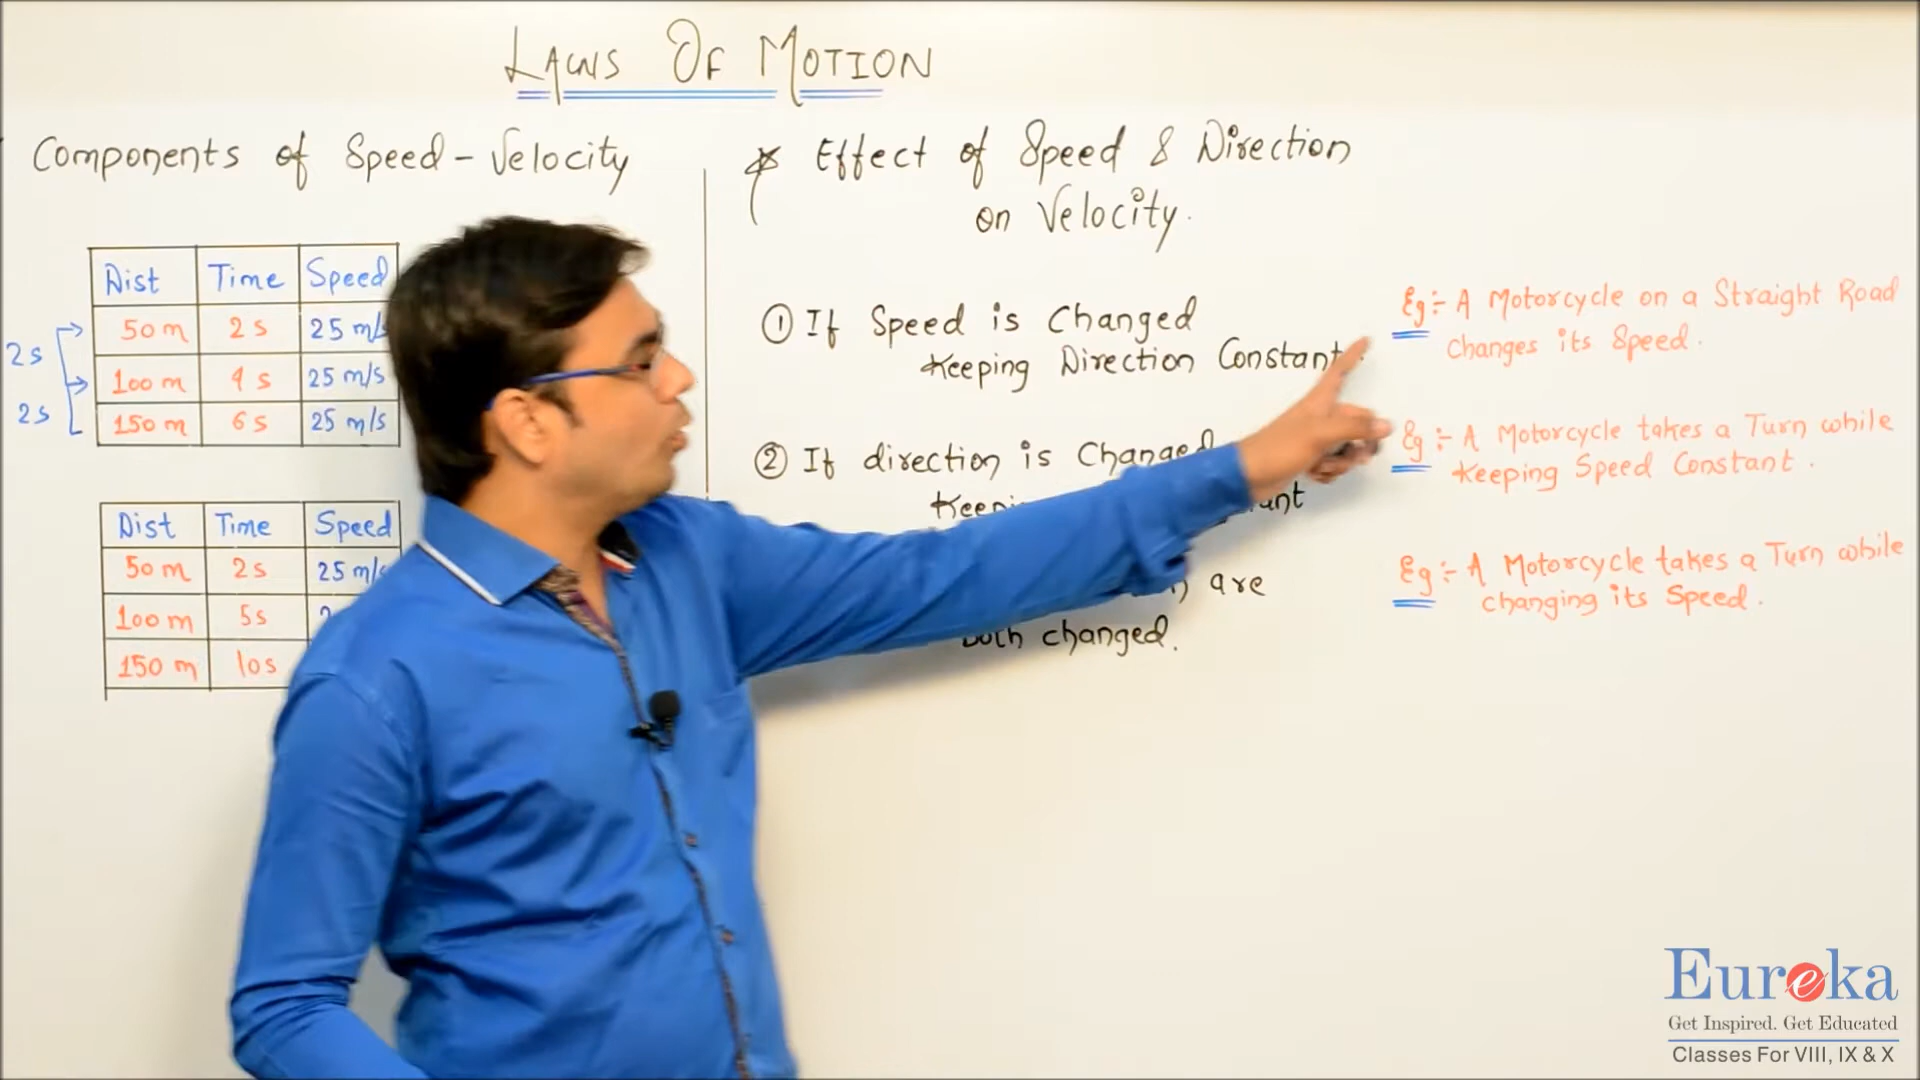 LAWS OF MOTION
Components of Speed - Velocity
Dist Time Speed
50 m 2 s 25 m/s
100 m 4 s 25 m/s
150 m 6 s 25 m/s
2s
2s
Dist Time Speed
50 m 2s 25 m/s
100 m 5s
150 m 10s
* Effect of Speed & Direction
on Velocity.
① If Speed is Changed
Keeping Direction Constant.
② If direction is Changed
are
both changed.
Eg :- A Motorcycle on a Straight Road
Changes its Speed.
Eg :- A Motorcycle takes a Turn while
Keeping Speed Constant.
Eg :- A Motorcycle takes a Turn while
changing its Speed.
Eureka
Get Inspired. Get Educated
Classes For VIII, IX & X